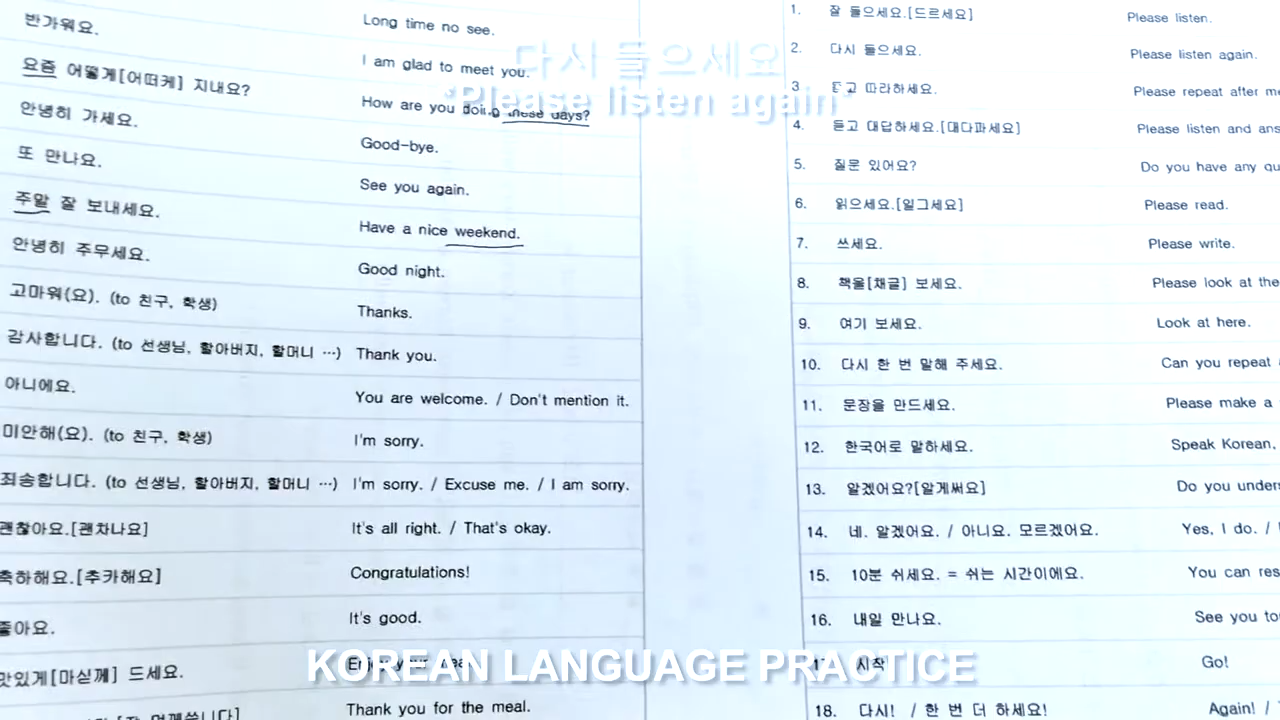 다시 들으세요
*Please listen again*
Long time no see.
반가워요. I am glad to meet you.
요즘 어떻게[어떠케] 지내요? How are you doing these days?
안녕히 가세요. Good-bye.
또 만나요. See you again.
주말 잘 보내세요. Have a nice weekend.
안녕히 주무세요. Good night.
고마워(요). (to 친구, 학생) Thanks.
감사합니다. (to 선생님, 할아버지, 할머니 …) Thank you.
아니에요. You are welcome. / Don't mention it.
미안해(요). (to 친구, 학생) I'm sorry.
죄송합니다. (to 선생님, 할아버지, 할머니 …) I'm sorry. / Excuse me. / I am sorry.
괜찮아요.[괜차나요] It's all right. / That's okay.
축하해요.[추카해요] Congratulations!
좋아요. It's good.
맛있게[마싣께] 드세요. Enjoy your
Thank you for the meal.
1. 잘 들으세요.[드르세요] Please listen.
2. 다시 들으세요. Please listen again.
3 듣고 따라하세요. Please repeat after me
4. 듣고 대답하세요.[대다파세요] Please listen and ans
5. 질문 있어요? Do you have any qu
6. 읽으세요.[일그세요] Please read.
7. 쓰세요. Please write.
8. 책을[채글] 보세요. Please look at the
9. 여기 보세요. Look at here.
10. 다시 한 번 말해 주세요. Can you repeat
11. 문장을 만드세요. Please make a
12. 한국어로 말하세요. Speak Korean.
13. 알겠어요?[알게써요] Do you unders
14. 네. 알겠어요. / 아니요. 모르겠어요. Yes, I do. /
15. 10분 쉬세요. = 쉬는 시간이에요. You can res
16. 내일 만나요. See you to
시작 Go!
18. 다시! / 한 번 더 하세요! Again! /
KOREAN LANGUAGE PRACTICE